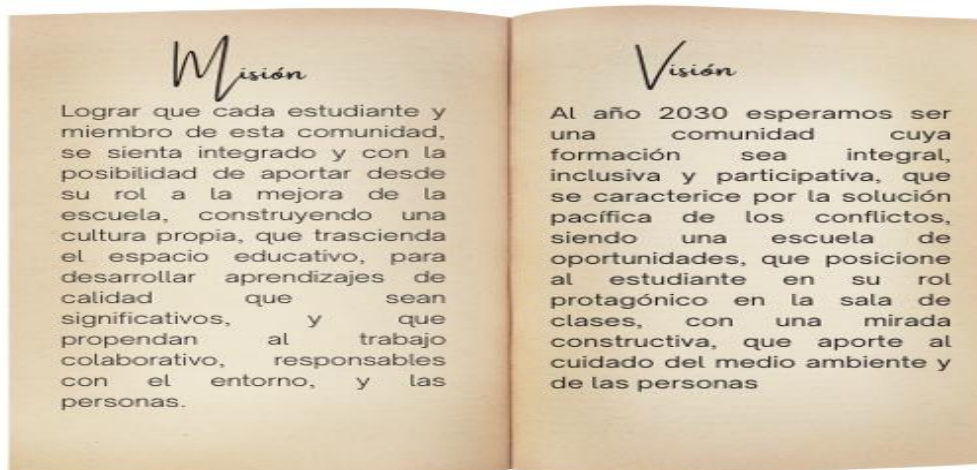 Misión
Lograr que cada estudiante y
miembro de esta comunidad,
se sienta integrado y con la
posibilidad de aportar desde
su rol a la mejora de la
escuela, construyendo una
cultura propia, que trascienda
el espacio educativo, para
desarrollar aprendizajes de
calidad que sean
significativos, y que
propendan al trabajo
colaborativo, responsables
con el entorno, y las
personas.
Visión
Al año 2030 esperamos ser
una comunidad cuya
formación sea integral,
inclusiva y participativa, que
se caracterice por la solución
pacífica de los conflictos,
siendo una escuela de
oportunidades, que posicione
al estudiante en su rol
protagónico en la sala de
clases, con una mirada
constructiva, que aporte al
cuidado del medio ambiente y
de las personas